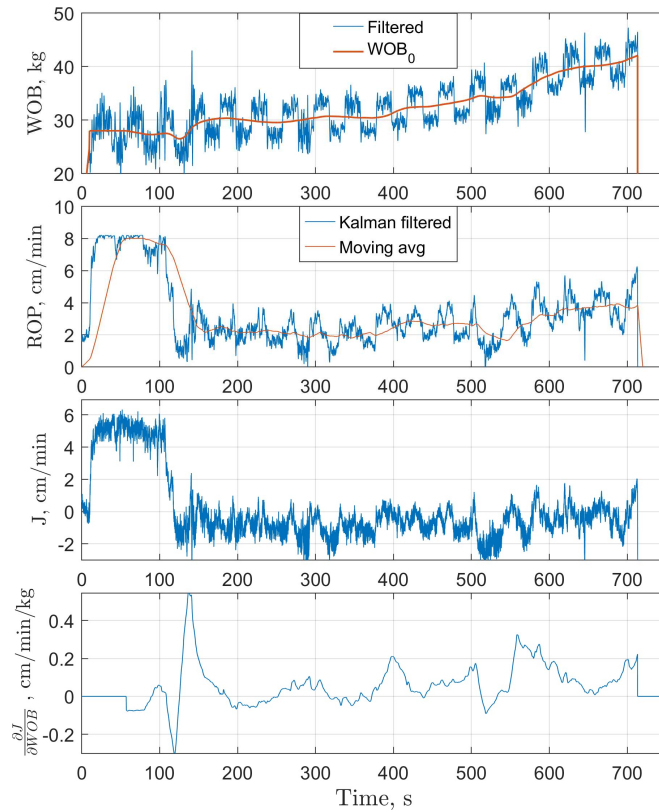 50
40
30
20
WOB, kg
Filtered
WOB0
0 100 200 300 400 500 600 700
10
8
6
4
2
0
ROP, cm/min
Kalman filtered
Moving avg
0 100 200 300 400 500 600 700
6
4
2
0
-2
J, cm/min
0 100 200 300 400 500 600 700
0.4
0.2
0
-0.2
∂J/∂WOB , cm/min/kg
0 100 200 300 400 500 600 700
Time, s